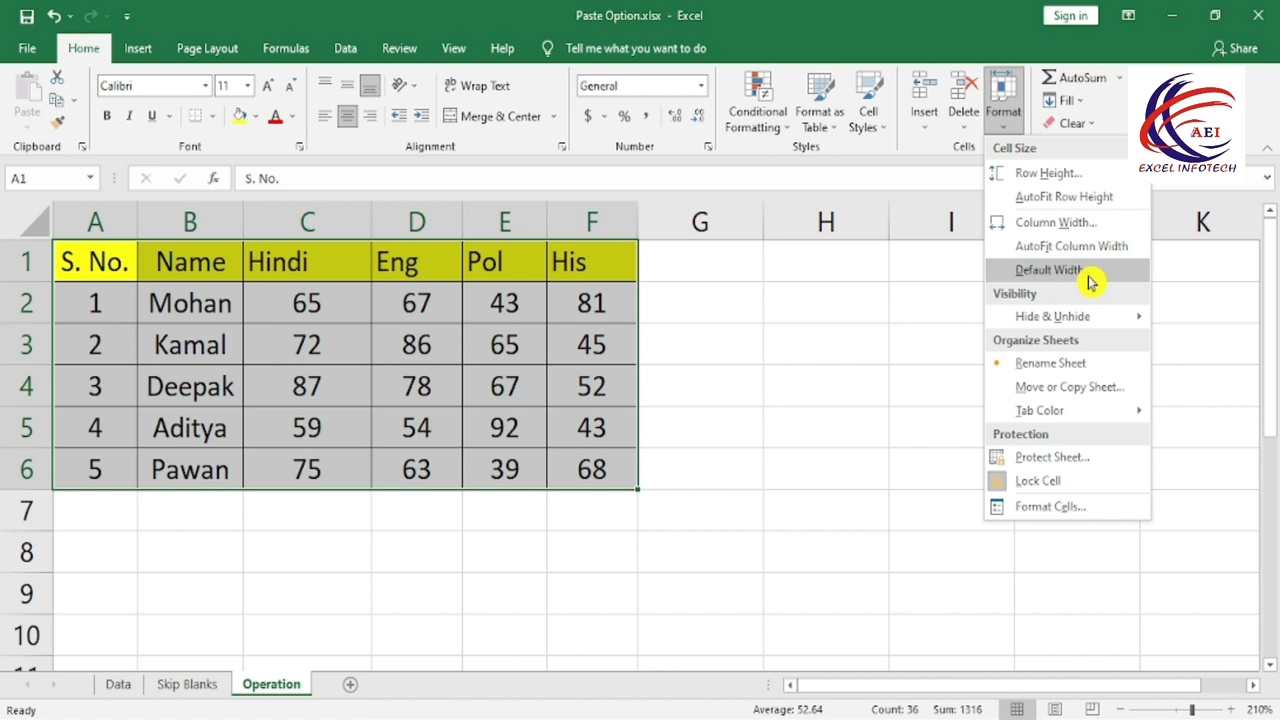 Paste Option.xlsx - Excel
Sign in
File Home Insert Page Layout Formulas Data Review View Help Tell me what you want to do Share
Paste
Calibri 11
B I U
Wrap Text
Merge & Center
General
$ % ,
Conditional Formatting
Format as Table
Cell Styles
Insert
Delete
Format
AutoSum
Fill
Clear
Clipboard Font Alignment Number Styles Cells
AEI
EXCEL INFOTECH
A1 fx S. No.
Cell Size
Row Height...
AutoFit Row Height
Column Width...
AutoFit Column Width
Default Width
Visibility
Hide & Unhide
Organize Sheets
Rename Sheet
Move or Copy Sheet...
Tab Color
Protection
Protect Sheet...
Lock Cell
Format Cells...
A B C D E F G H I K
1 S. No. Name Hindi Eng Pol His
2 1 Mohan 65 67 43 81
3 2 Kamal 72 86 65 45
4 3 Deepak 87 78 67 52
5 4 Aditya 59 54 92 43
6 5 Pawan 75 63 39 68
7
8
9
10
Data Skip Blanks Operation
Ready Average: 52.64 Count: 36 Sum: 1316 210%